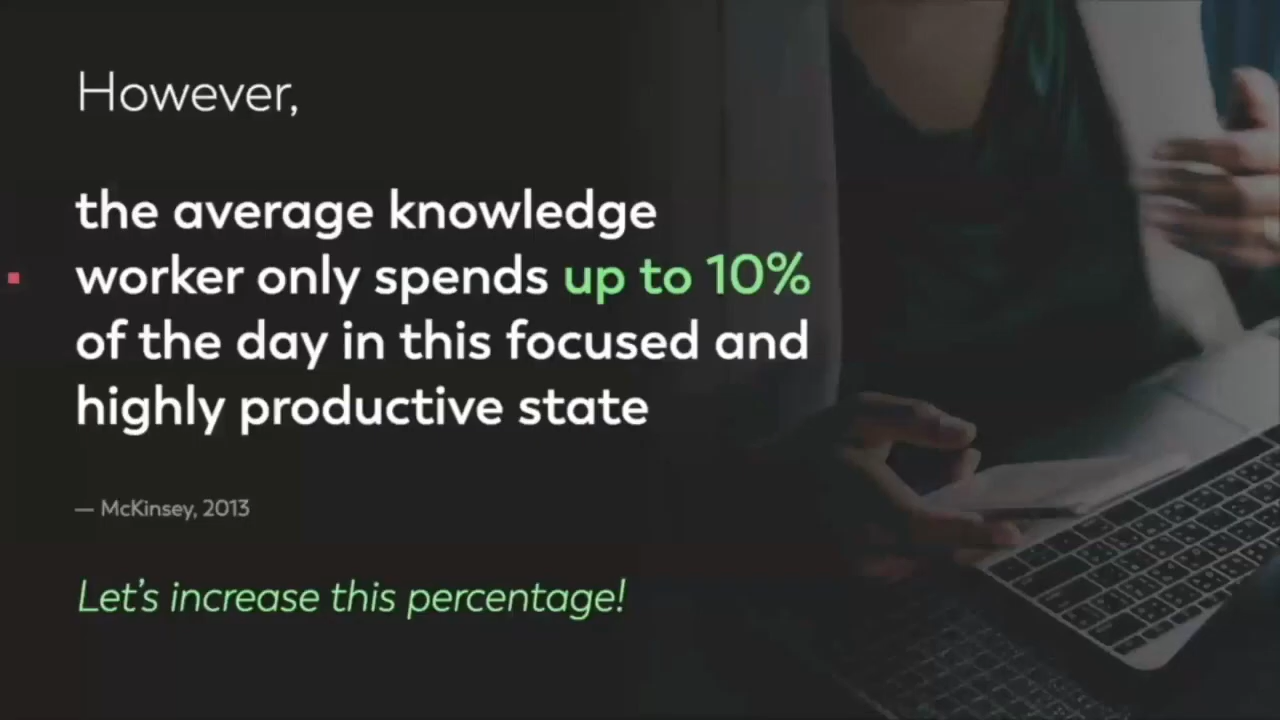 However,
the average knowledge
worker only spends up to 10%
of the day in this focused and
highly productive state
— McKinsey, 2013
Let's increase this percentage!